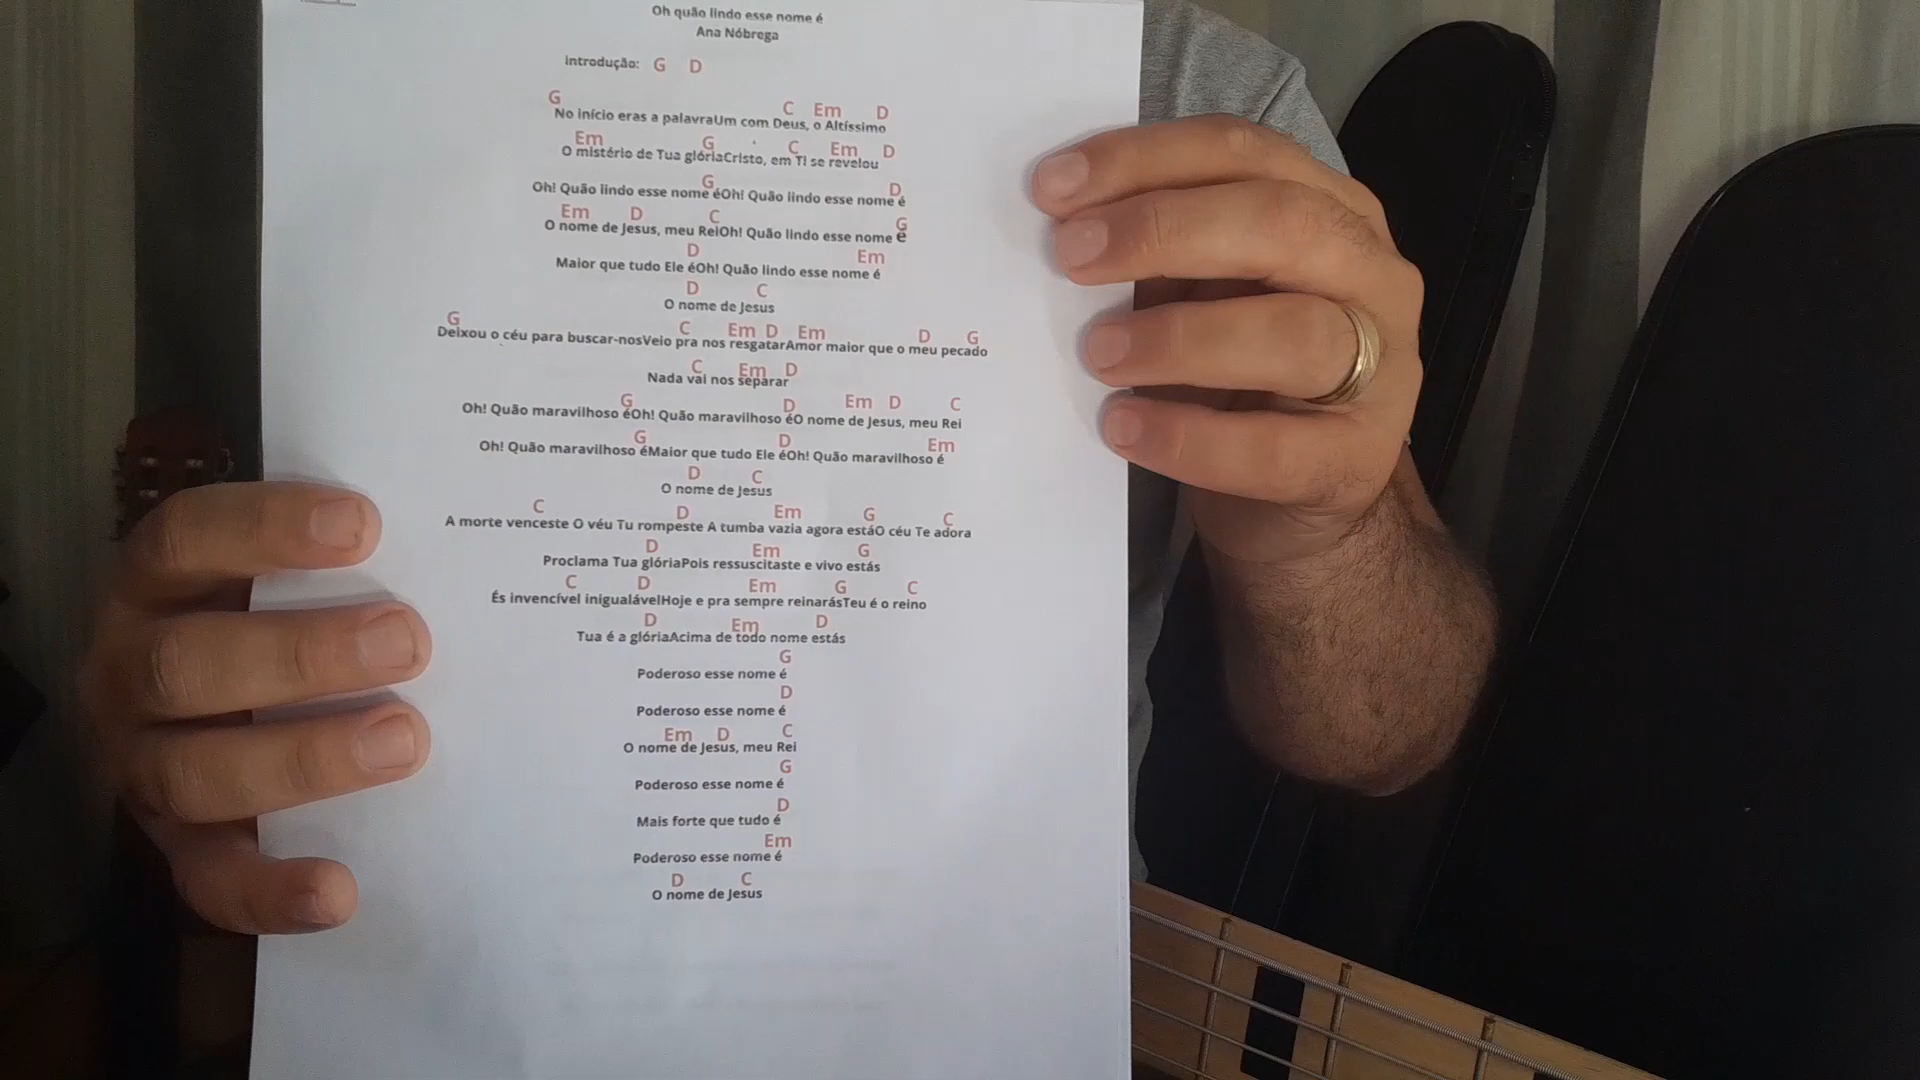 Oh quão lindo esse nome é
Ana Nóbrega
introdução: G D
G C Em D
No início eras a palavraUm com Deus, o Altíssimo
Em G C Em D
O mistério de Tua glóriaCristo, em Ti se revelou
G D
Oh! Quão lindo esse nome éOh! Quão lindo esse nome é
Em D C G
O nome de Jesus, meu ReiOh! Quão lindo esse nome é
D Em
Maior que tudo Ele éOh! Quão lindo esse nome é
D C
O nome de Jesus
G C Em D Em D G
Deixou o céu para buscar-nosVeio pra nos resgatarAmor maior que o meu pecado
C Em D
Nada vai nos separar
G D Em D C
Oh! Quão maravilhoso éOh! Quão maravilhoso éO nome de Jesus, meu Rei
G D Em
Oh! Quão maravilhoso éMaior que tudo Ele éOh! Quão maravilhoso é
D C
O nome de Jesus
C D Em G C
A morte venceste O véu Tu rompeste A tumba vazia agora estáO céu Te adora
D Em G
Proclama Tua glóriaPois ressuscitaste e vivo estás
C D Em G C
És invencível inigualávelHoje e pra sempre reinarásTeu é o reino
D Em D
Tua é a glóriaAcima de todo nome estás
G
Poderoso esse nome é
D
Poderoso esse nome é
Em D C
O nome de Jesus, meu Rei
G
Poderoso esse nome é
D
Mais forte que tudo é
Em
Poderoso esse nome é
D C
O nome de Jesus